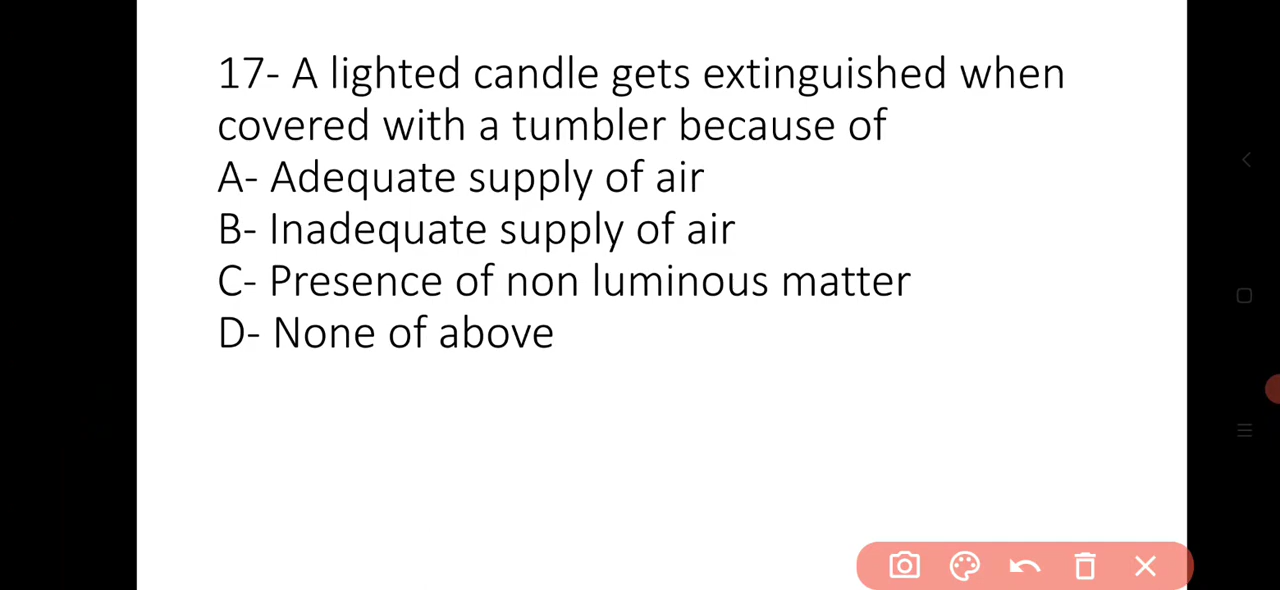 17- A lighted candle gets extinguished when
covered with a tumbler because of
A- Adequate supply of air
B- Inadequate supply of air
C- Presence of non luminous matter
D- None of above